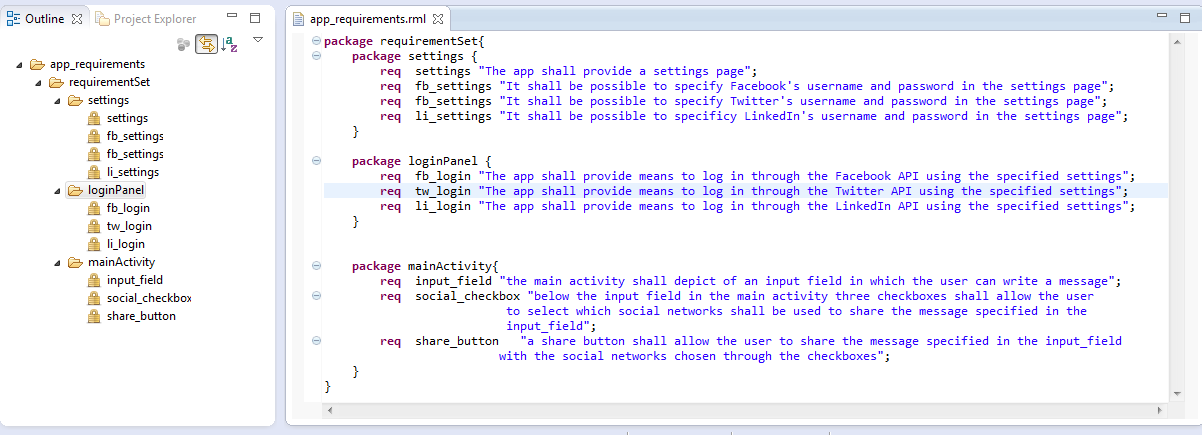 Outline
Project Explorer
app_requirements
requirementSet
settings
settings
fb_settings
fb_settings
li_settings
loginPanel
fb_login
tw_login
li_login
mainActivity
input_field
social_checkbox
share_button
app_requirements.rml
package requirementSet{
package settings {
req settings "The app shall provide a settings page";
req fb_settings "It shall be possible to specify Facebook's username and password in the settings page";
req fb_settings "It shall be possible to specify Twitter's username and password in the settings page";
req li_settings "It shall be possible to specificy LinkedIn's username and password in the settings page";
}
package loginPanel {
req fb_login "The app shall provide means to log in through the Facebook API using the specified settings";
req tw_login "The app shall provide means to log in through the Twitter API using the specified settings";
req li_login "The app shall provide means to log in through the LinkedIn API using the specified settings";
}
package mainActivity{
req input_field "the main activity shall depict of an input field in which the user can write a message";
req social_checkbox "below the input field in the main activity three checkboxes shall allow the user
to select which social networks shall be used to share the message specified in the
input_field";
req share_button "a share button shall allow the user to share the message specified in the input_field
with the social networks chosen through the checkboxes";
}
}